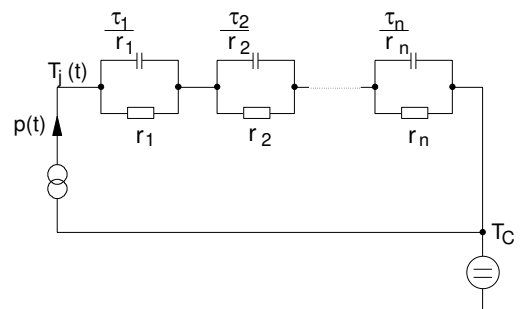 τ1 τ2 τn
r1 r2 rn
Tj(t)
p(t)
r1 r2 rn
TC